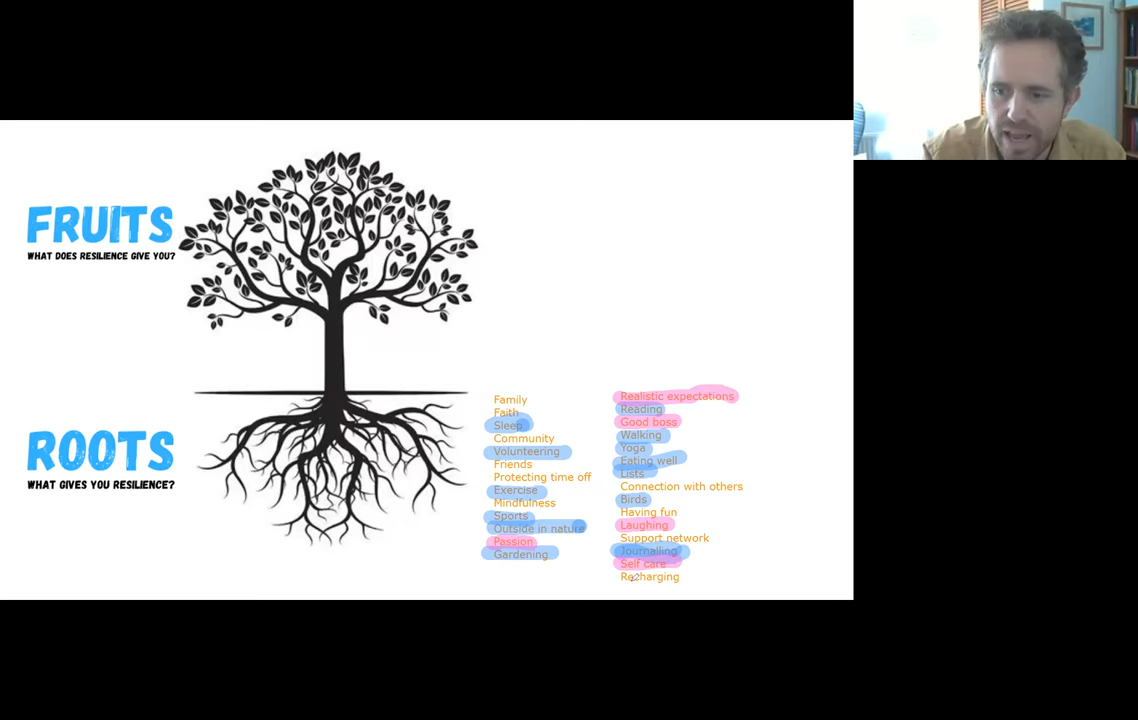 FRUITS
WHAT DOES RESILIENCE GIVE YOU?
ROOTS
WHAT GIVES YOU RESILIENCE?
Family
Faith
Sleep
Community
Volunteering
Friends
Protecting time off
Exercise
Mindfulness
Sports
Outside in nature
Passion
Gardening
Realistic expectations
Reading
Good boss
Walking
Yoga
Eating well
Lists
Connection with others
Birds
Having fun
Laughing
Support network
Journalling
Self care
Recharging